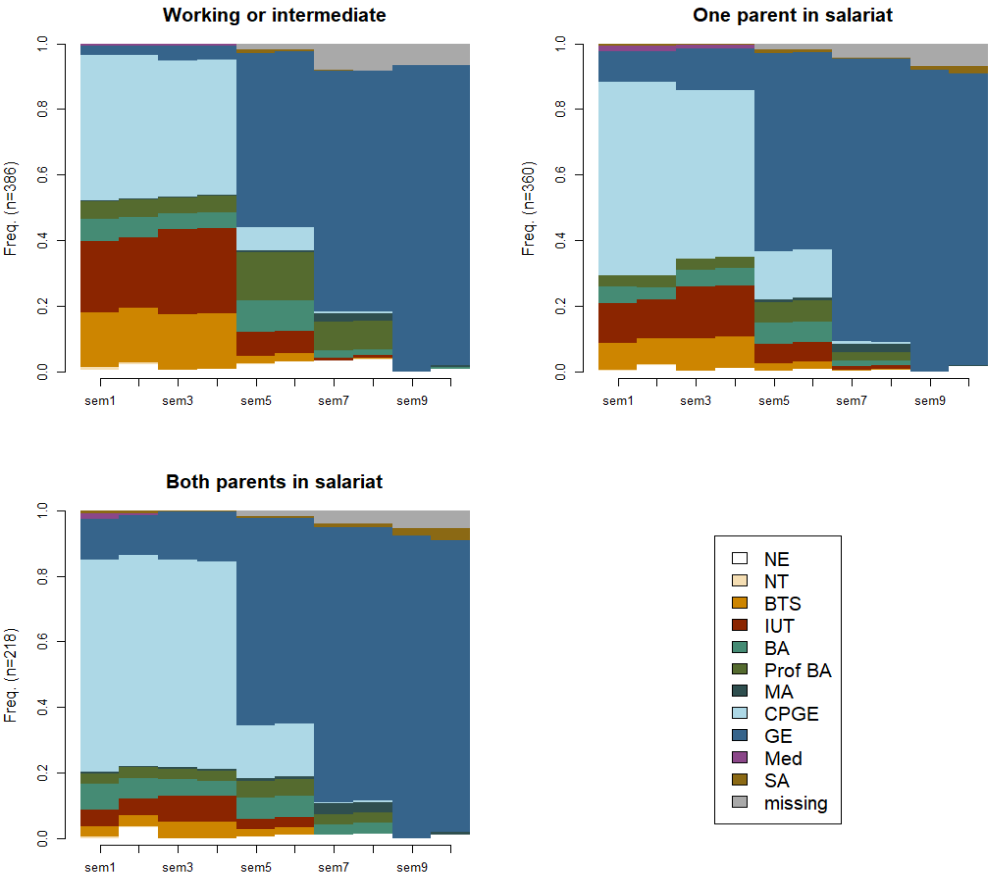 Working or intermediate
Freq. (n=386)
0.0 0.2 0.4 0.6 0.8 1.0
sem1 sem3 sem5 sem7 sem9
One parent in salariat
Freq. (n=360)
0.0 0.2 0.4 0.6 0.8 1.0
sem1 sem3 sem5 sem7 sem9
Both parents in salariat
Freq. (n=218)
0.0 0.2 0.4 0.6 0.8 1.0
sem1 sem3 sem5 sem7 sem9
NE
NT
BTS
IUT
BA
Prof BA
MA
CPGE
GE
Med
SA
missing